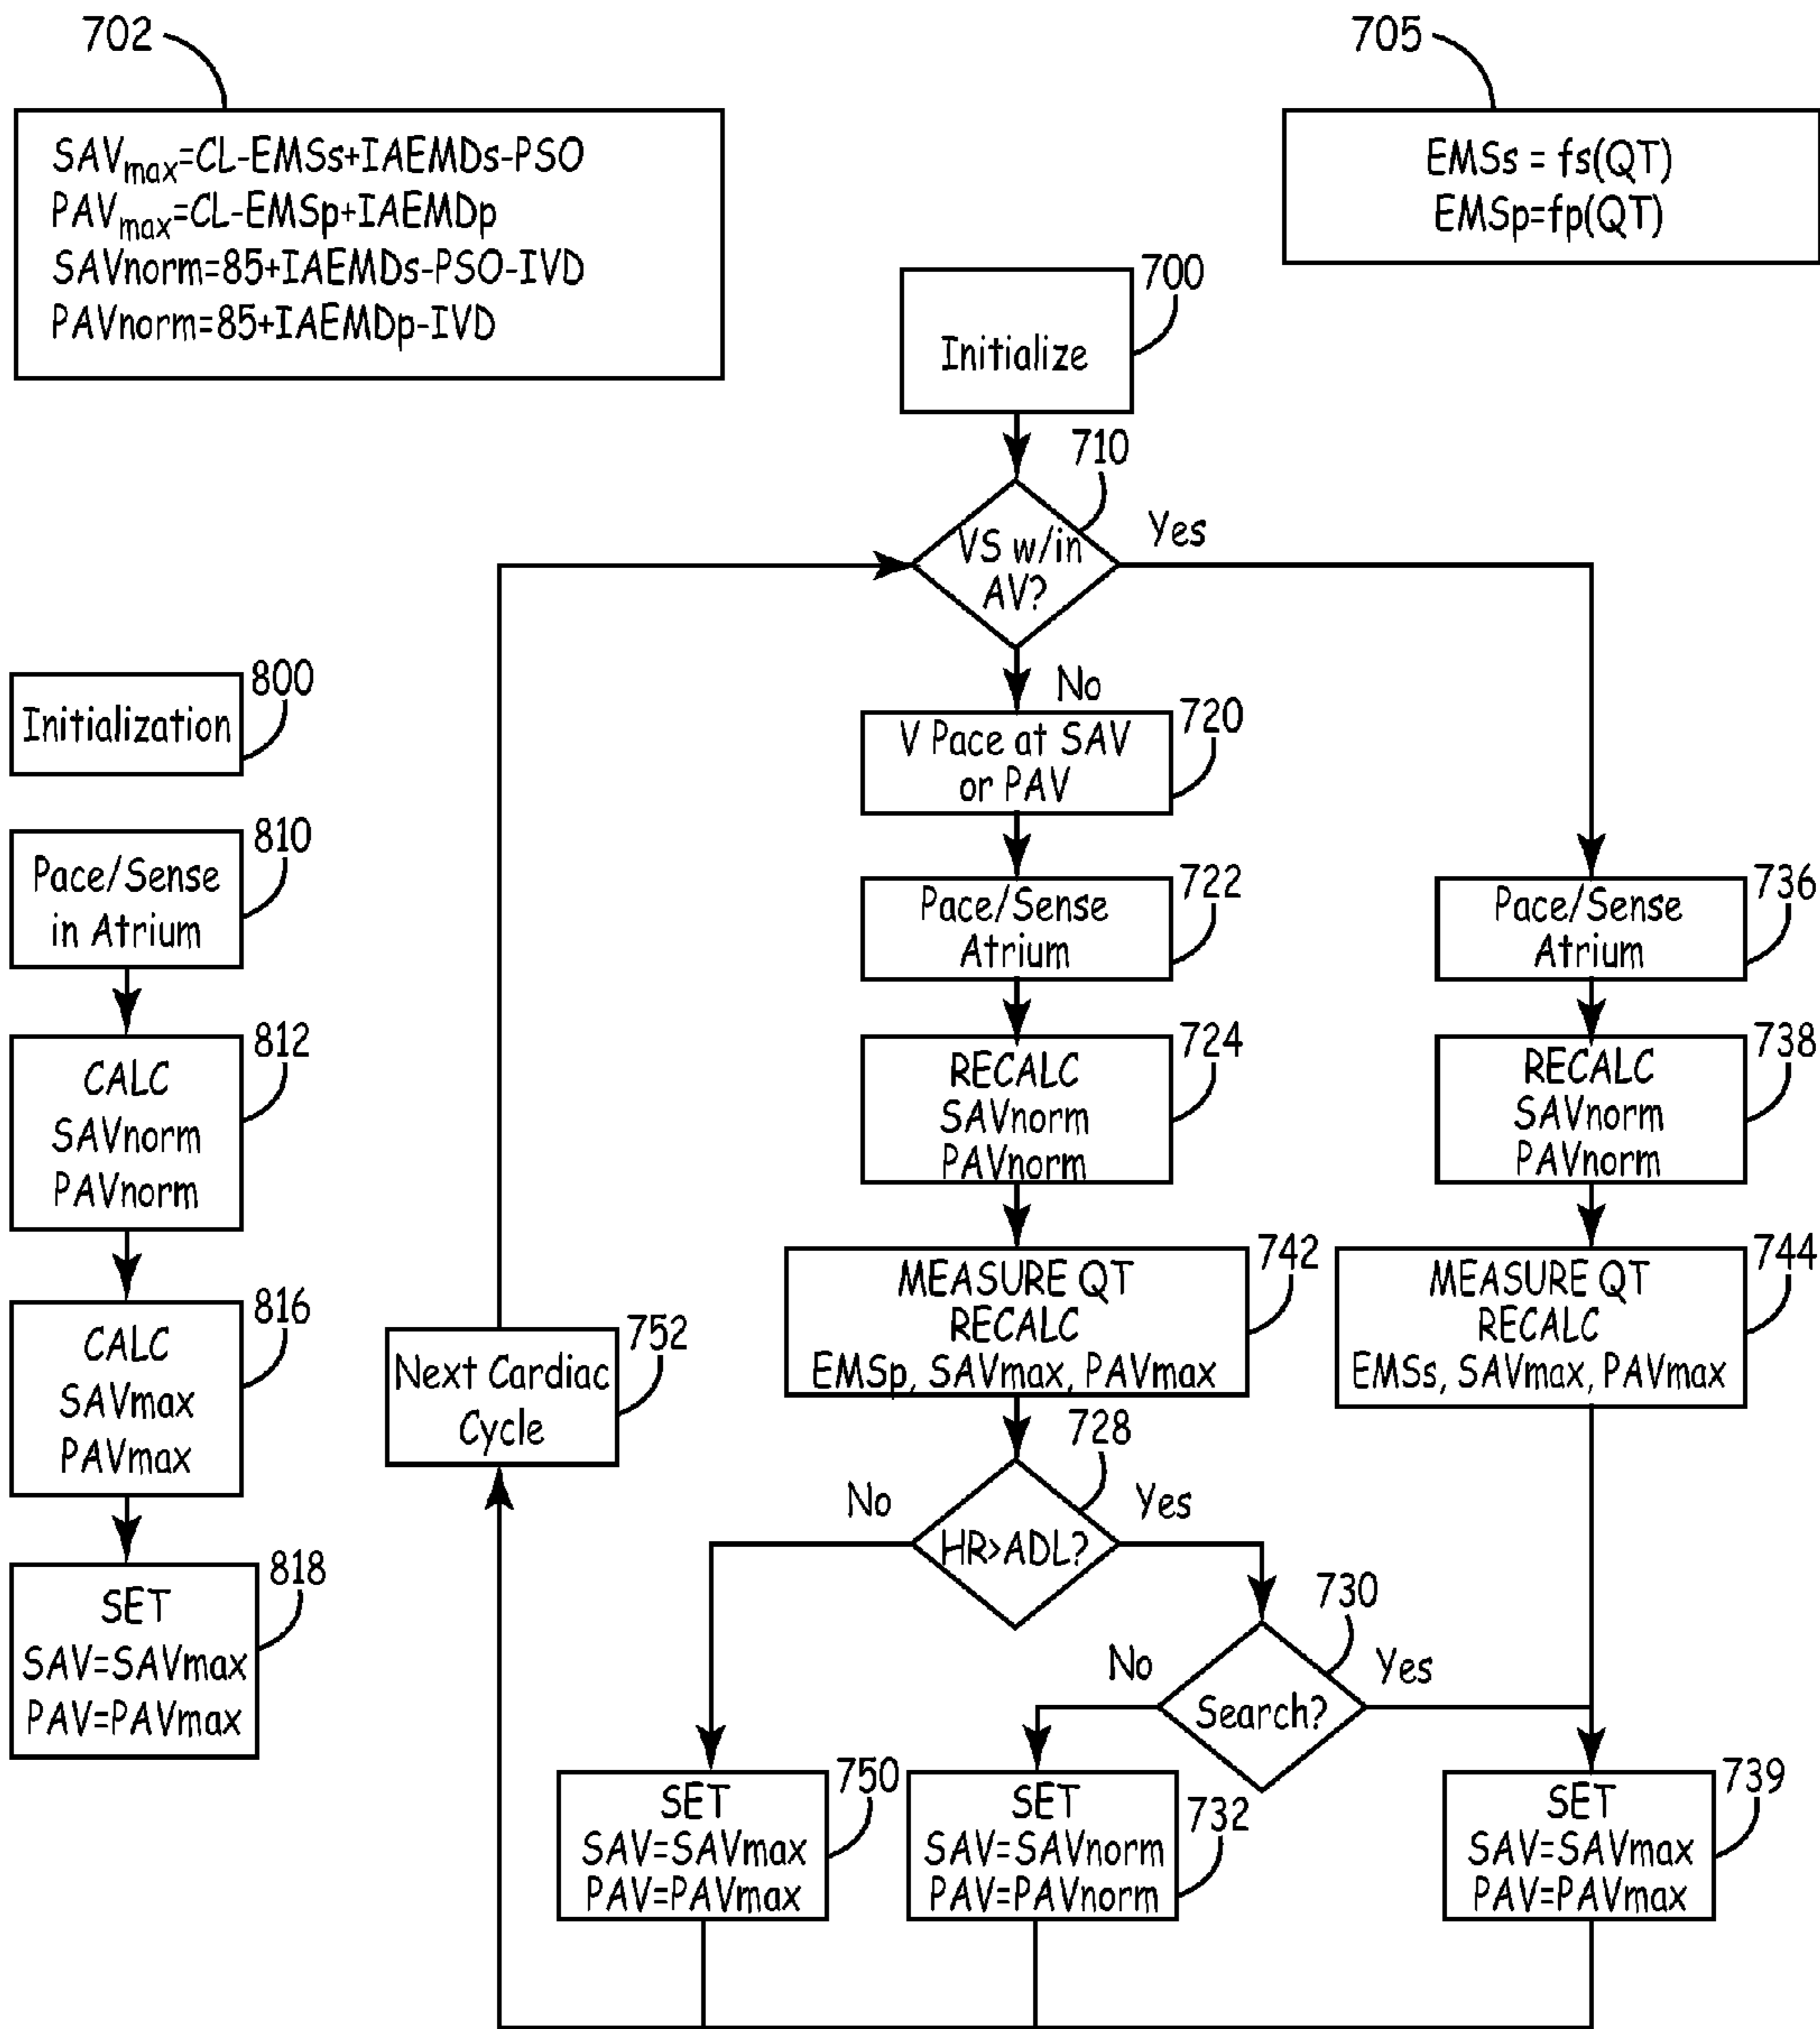 702
SAVmax=CL-EMSs+IAEMDs-PSO
PAVmax=CL-EMSp+IAEMDp
SAVnorm=85+IAEMDs-PSO-IVD
PAVnorm=85+IAEMDp-IVD
705
EMSs = fs(QT)
EMSp=fp(QT)
700
Initialize
710
VS w/in
AV?
Yes
No
800
Initialization
810
Pace/Sense
in Atrium
812
CALC
SAVnorm
PAVnorm
816
CALC
SAVmax
PAVmax
818
SET
SAV=SAVmax
PAV=PAVmax
720
V Pace at SAV
or PAV
722
Pace/Sense
Atrium
724
RECALC
SAVnorm
PAVnorm
742
MEASURE QT
RECALC
EMSp, SAVmax, PAVmax
736
Pace/Sense
Atrium
738
RECALC
SAVnorm
PAVnorm
744
MEASURE QT
RECALC
EMSs, SAVmax, PAVmax
752
Next Cardiac
Cycle
728
No
Yes
HR>ADL?
730
No
Yes
Search?
750
SET
SAV=SAVmax
PAV=PAVmax
732
SET
SAV=SAVnorm
PAV=PAVnorm
739
SET
SAV=SAVmax
PAV=PAVmax